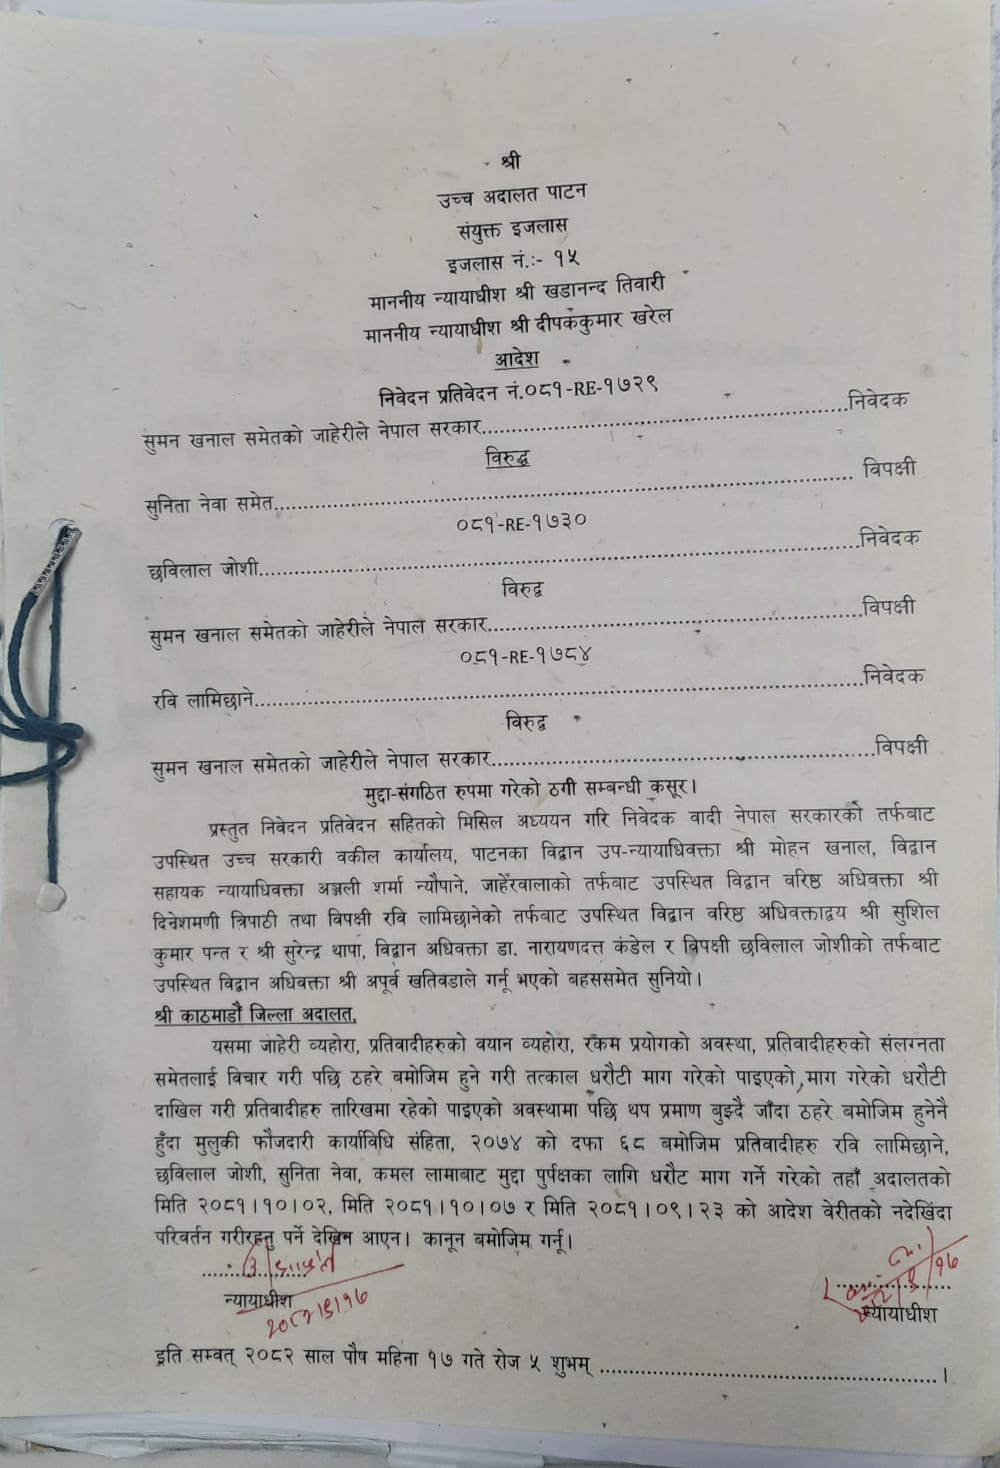 श्री
उच्च अदालत पाटन
संयुक्त इजलास
इजलास नं.:- १५
माननीय न्यायाधीश श्री खडानन्द तिवारी
माननीय न्यायाधीश श्री दीपककुमार खरेल
आदेश
निवेदन प्रतिवेदन नं.०८१-RE-१७२९
सुमन खनाल समेतको जाहेरीले नेपाल सरकार..........निवेदक
विरुद्ध
सुनिता नेवा समेत.......... विपक्षी
०८१-RE-१७३०
छविलाल जोशी..........निवेदक
विरुद्ध
सुमन खनाल समेतको जाहेरीले नेपाल सरकार..........विपक्षी
०८१-RE-१७८४
रवि लामिछाने..........निवेदक
विरुद्ध
सुमन खनाल समेतको जाहेरीले नेपाल सरकार..........विपक्षी
मुद्दा-संगठित रुपमा गरेको ठगी सम्बन्धी कसूर।
प्रस्तुत निवेदन प्रतिवेदन सहितको मिसिल अध्ययन गरि निवेदक वादी नेपाल सरकारको तर्फबाट
उपस्थित उच्च सरकारी वकील कार्यालय, पाटनका विद्वान उप-न्यायाधिवक्ता श्री मोहन खनाल, विद्वान
सहायक न्यायाधिवक्ता अञ्जली शर्मा न्यौपाने, जाहेरवालाको तर्फबाट उपस्थित विद्वान वरिष्ठ अधिवक्ता श्री
दिनेशमणी त्रिपाठी तथा विपक्षी रवि लामिछानेको तर्फबाट उपस्थित विद्वान वरिष्ठ अधिवक्ताद्वय श्री सुशिल
कुमार पन्त र श्री सुरेन्द्र थापा, विद्वान अधिवक्ता डा. नारायणदत्त कंडेल र विपक्षी छविलाल जोशीको तर्फबाट
उपस्थित विद्वान अधिवक्ता श्री अपूर्व खतिवडाले गर्नू भएको बहससमेत सुनियो।
श्री काठमाडौं जिल्ला अदालत,
यसमा जाहेरी व्यहोरा, प्रतिवादीहरुको वयान व्यहोरा, रकम प्रयोगको अवस्था, प्रतिवादीहरुको संलग्नता
समेतलाई विचार गरी पछि ठहरे बमोजिम हुने गरी तत्काल धरौटी माग गरेको पाइएको, माग गरेको धरौटी
दाखिल गरी प्रतिवादीहरु तारिखमा रहेको पाइएको अवस्थामा पछि थप प्रमाण बुझ्दै जाँदा ठहरे बमोजिम हुनेनै
हुँदा मुलुकी फौजदारी कार्याविधि संहिता, २०७४ को दफा ६८ बमोजिम प्रतिवादीहरु रवि लामिछाने,
छविलाल जोशी, सुनिता नेवा, कमल लामाबाट मुद्दा पुर्पक्षका लागि धरौट माग गर्ने गरेको तहाँ अदालतको
मिति २०८१।१०।०२, मिति २०८१।१०।०७ र मिति २०८१।०९।२३ को आदेश वेरीतको नदेखिंदा
परिवर्तन गरीरहनु पर्ने देखिन आएन। कानून बमोजिम गर्नू।
न्यायाधीश
न्यायाधीश
इति सम्वत् २०८२ साल पौष महिना १७ गते रोज ५ शुभम् ..........।